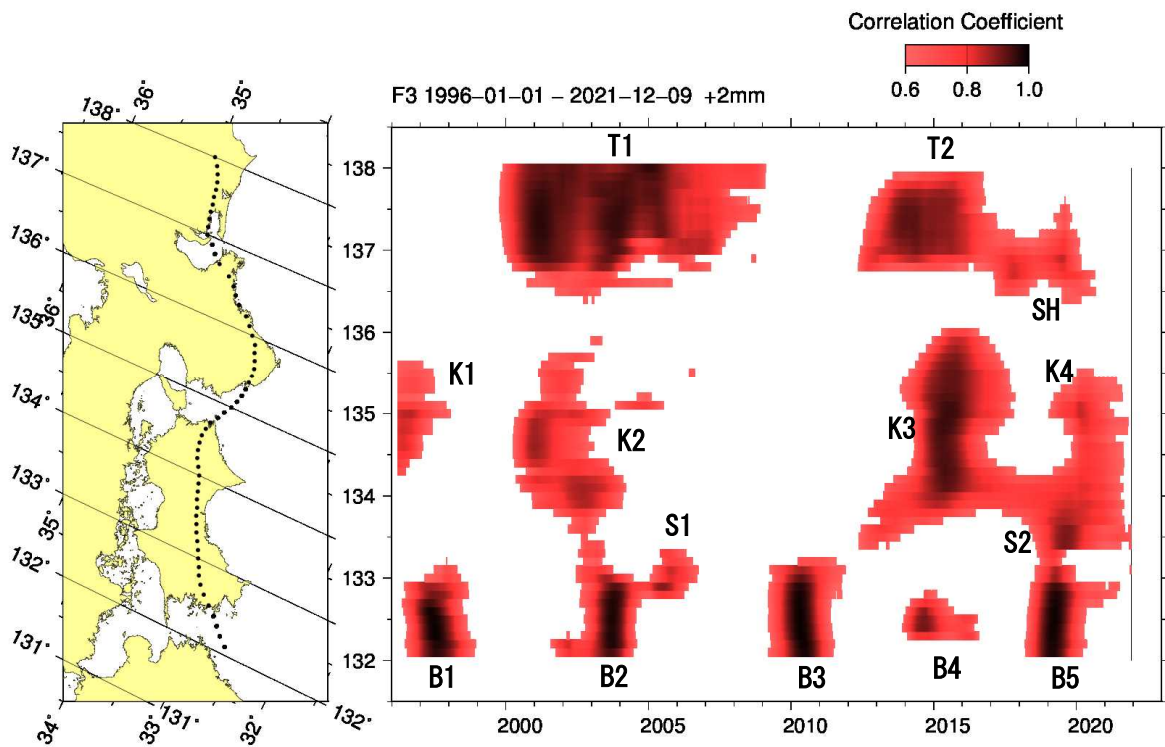 Correlation Coefficient
0.6 0.8 1.0
F3 1996-01-01 - 2021-12-09 +2mm
138° 36° 35°
137°
136°
36°
135°
134°
133°
35°
132°
131°
34° 33° 131° 32° 132°
138
137
136
135
134
133
132
T1 T2
SH
K1 K2 K3 K4
S1 S2
B1 B2 B3 B4 B5
2000 2005 2010 2015 2020